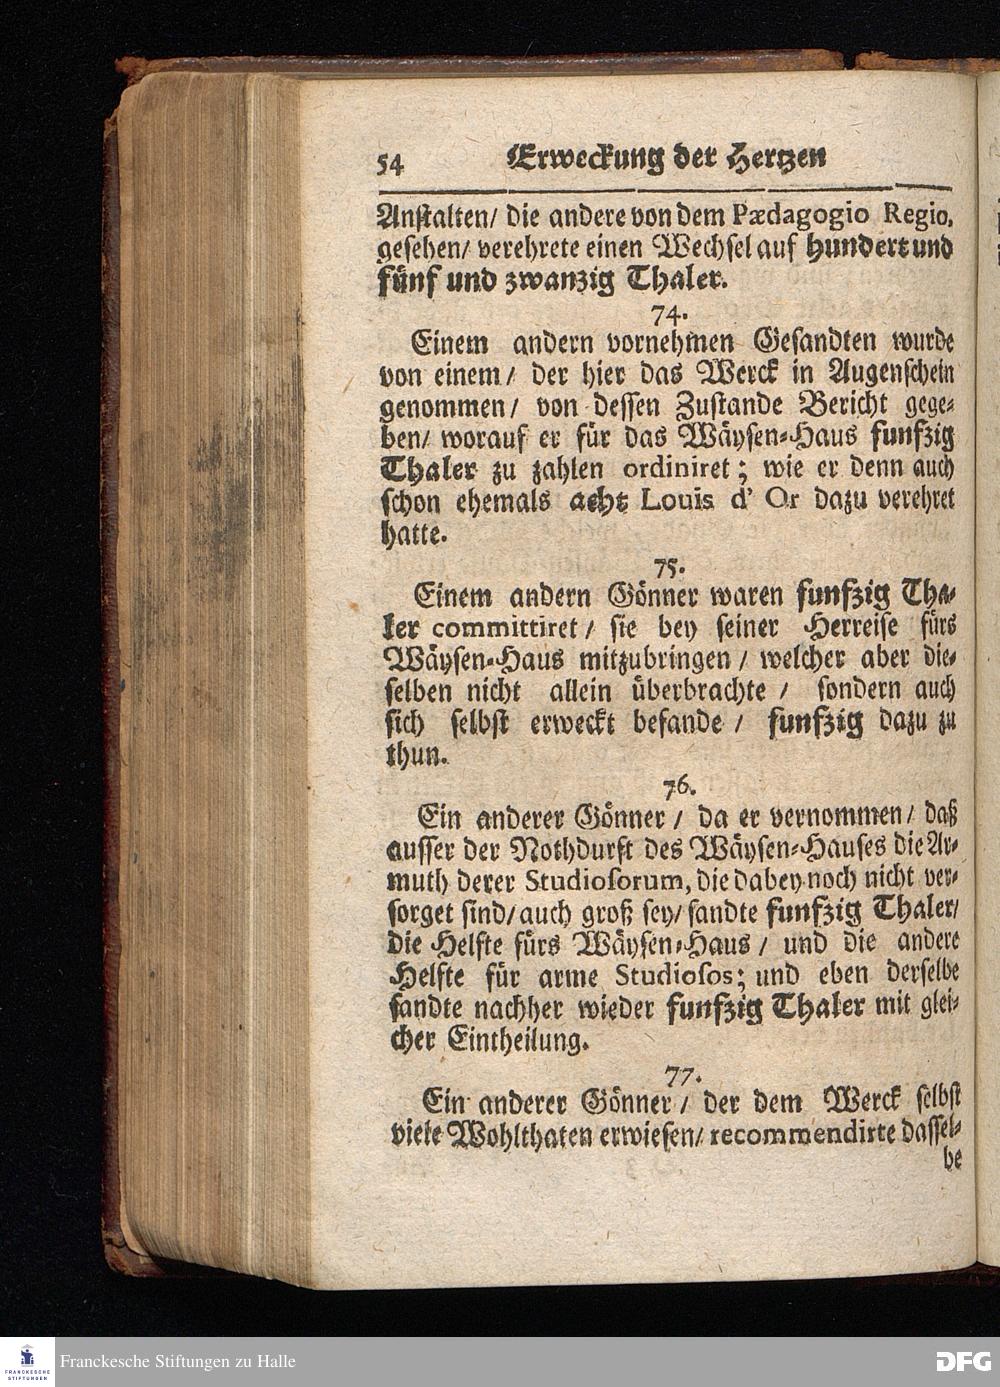 54 Erweckung der Hertzen
Anstalten/ die andere von dem Pædagogio Regio,
gesehen/ verehrete einen Wechsel auf hundert und
fünf und zwanzig Thaler.
74.
Einem andern vornehmen Gesandten wurde
von einem/ der hier das Werck in Augenschein
genommen/ von dessen Zustande Bericht gege-
ben/ worauf er für das Wäysen-Haus funfzig
Thaler zu zahlen ordiniret; wie er denn auch
schon ehemals acht Louis d' Or dazu verehret
hatte.
75.
Einem andern Gönner waren funfzig Tha-
ler committiret/ sie bey seiner Herreise fürs
Wäysen-Haus mitzubringen/ welcher aber die-
selben nicht allein überbrachte/ sondern auch
sich selbst erweckt befande/ funfzig dazu zu
thun.
76.
Ein anderer Gönner/ da er vernommen/ daß
ausser der Nothdurft des Wäysen-Hauses die Ar-
muth derer Studiosorum, die dabey noch nicht ver-
sorget sind/ auch groß sey/ sandte funfzig Thaler/
die Helfte fürs Wäysen-Haus/ und die andere
Helfte für arme Studiosos; und eben derselbe
sandte nachher wieder funfzig Thaler mit glei-
cher Eintheilung.
77.
Ein anderer Gönner/ der dem Werck selbst
viele Wohlthaten erwiesen/ recommendirte dassel-
be
FRANCKESCHE
STIFTUNGEN
Franckesche Stiftungen zu Halle
DFG